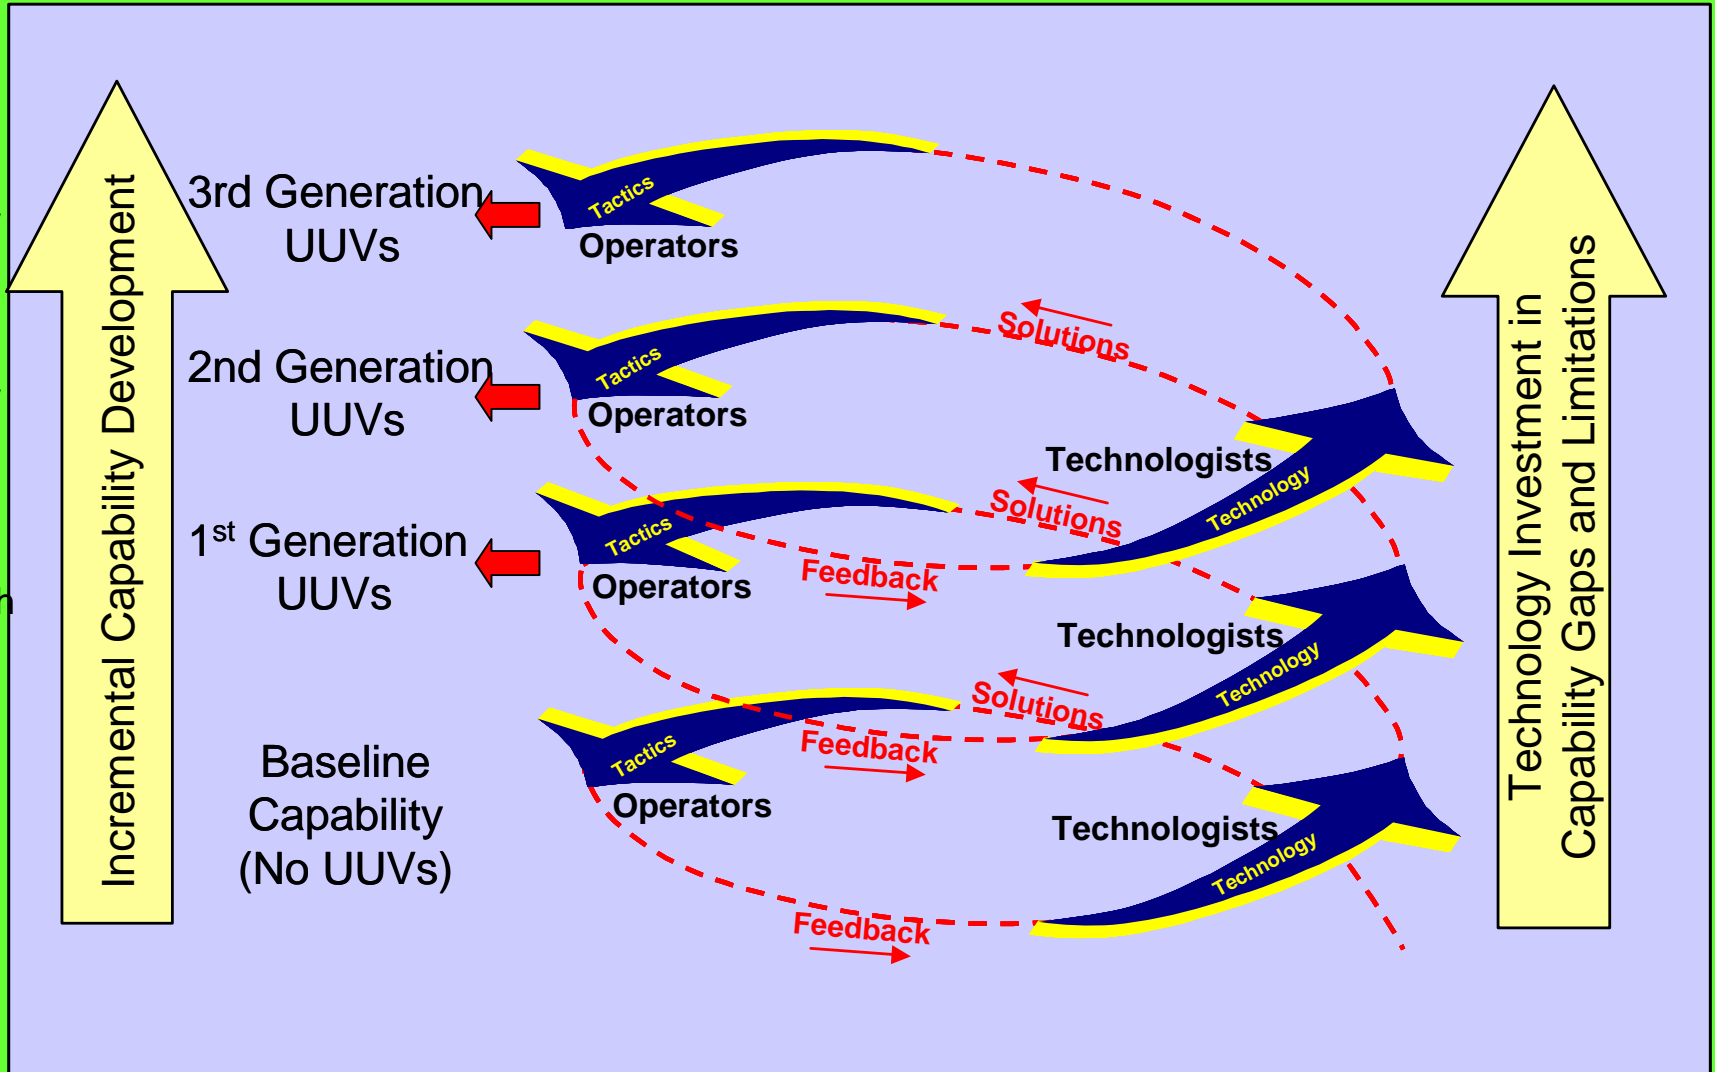 Incremental Capability Development
3rd Generation
UUVs
Tactics
Operators
2nd Generation
UUVs
Tactics
Operators
Solutions
Technologists
Technology
1st Generation
UUVs
Tactics
Operators
Solutions
Feedback
Technologists
Technology
Baseline
Capability
(No UUVs)
Tactics
Operators
Solutions
Feedback
Technologists
Technology
Feedback
Technology Investment in
Capability Gaps and Limitations